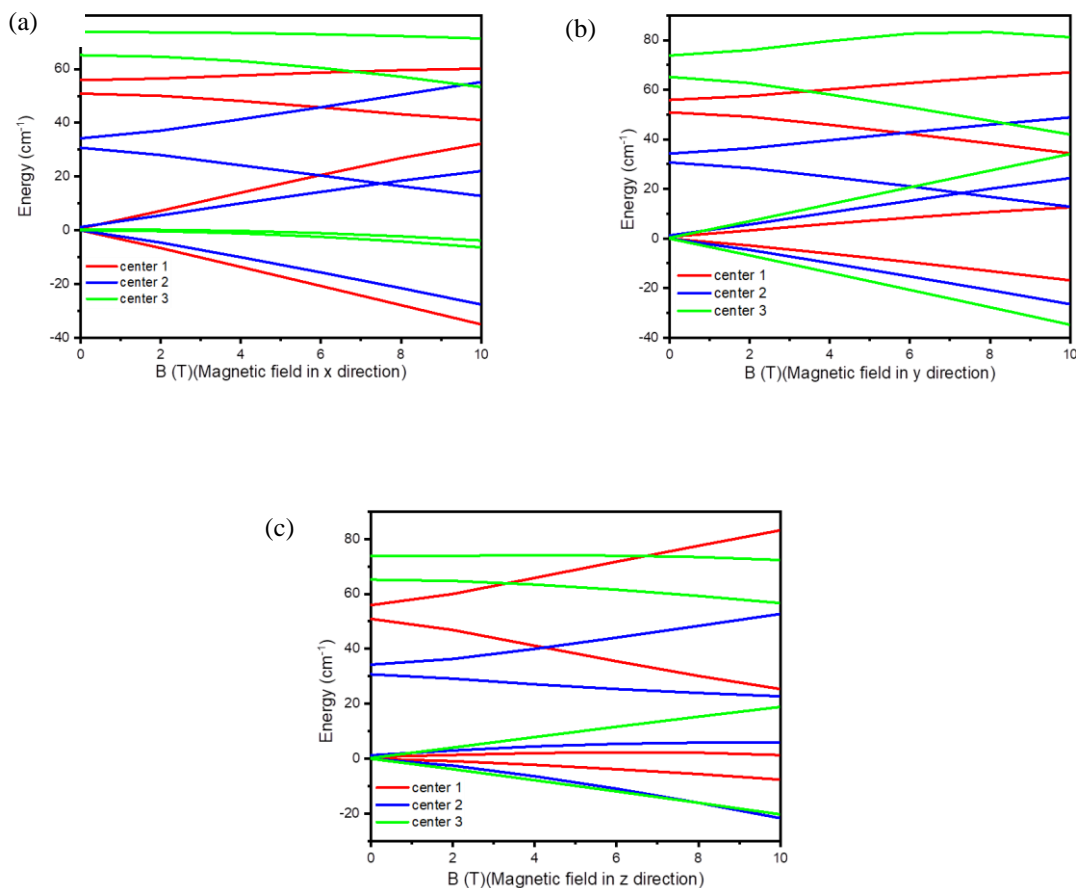 (a)
60
40
20
0
-20
-40
Energy (cm⁻¹)
center 1
center 2
center 3
0 2 4 6 8 10
B (T)(Magnetic field in x direction)
(b)
80
60
40
20
0
-20
-40
Energy (cm⁻¹)
center 1
center 2
center 3
0 2 4 6 8 10
B (T)(Magnetic field in y direction)
(c)
80
60
40
20
0
-20
Energy (cm⁻¹)
center 1
center 2
center 3
0 2 4 6 8 10
B (T)(Magnetic field in z direction)